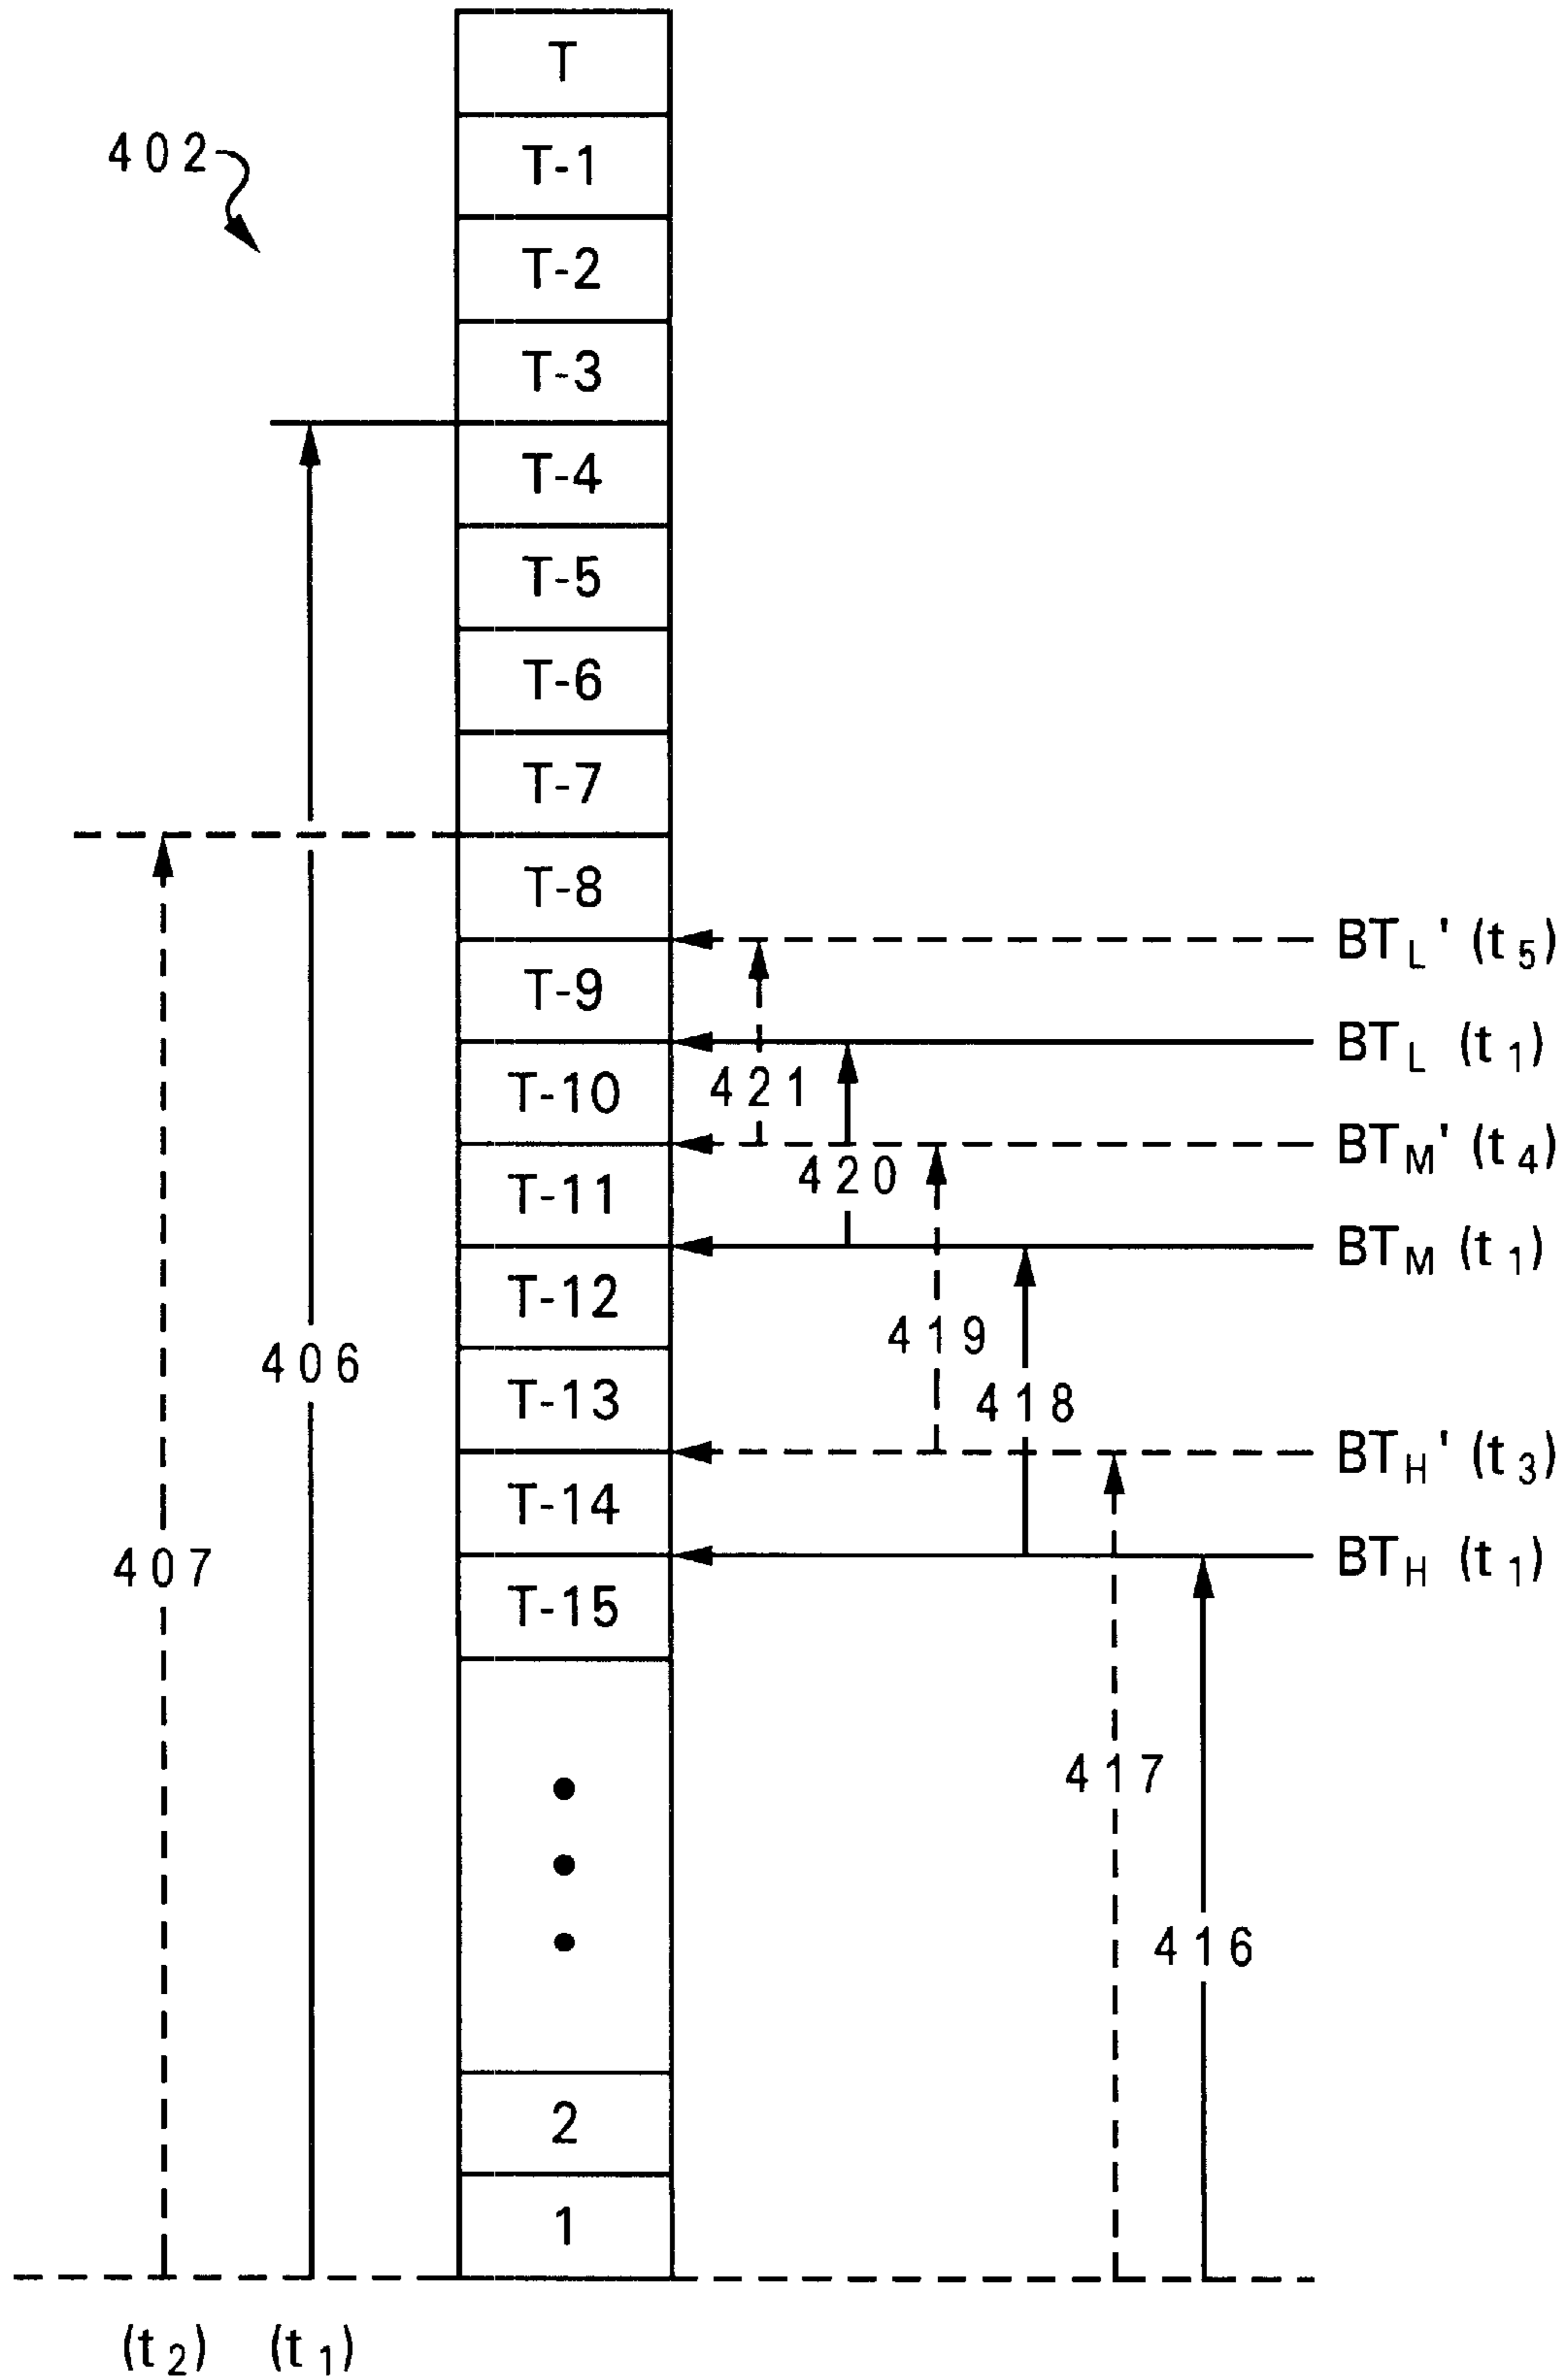 T
402
T-1
T-2
T-3
T-4
T-5
T-6
T-7
T-8
BTL' (t5)
T-9
BTL (t1)
421
T-10
BTM' (t4)
420
T-11
BTM (t1)
T-12
419
406
T-13
418
BTH' (t3)
T-14
407
BTH (t1)
T-15
417
416
2
1
(t2) (t1)